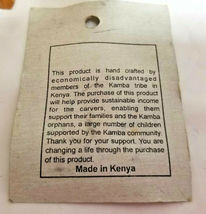 This product is hand crafted by
economically disadvantaged
members of the Kamba tribe in
Kenya. The purchase of this product
will help provide sustainable income
for the carvers, enabling them
support their families and the Kamba
orphans, a large number of children
supported by the Kamba community.
Thank you for your support. You are
changing a life through the purchase
of this product.
Made in Kenya